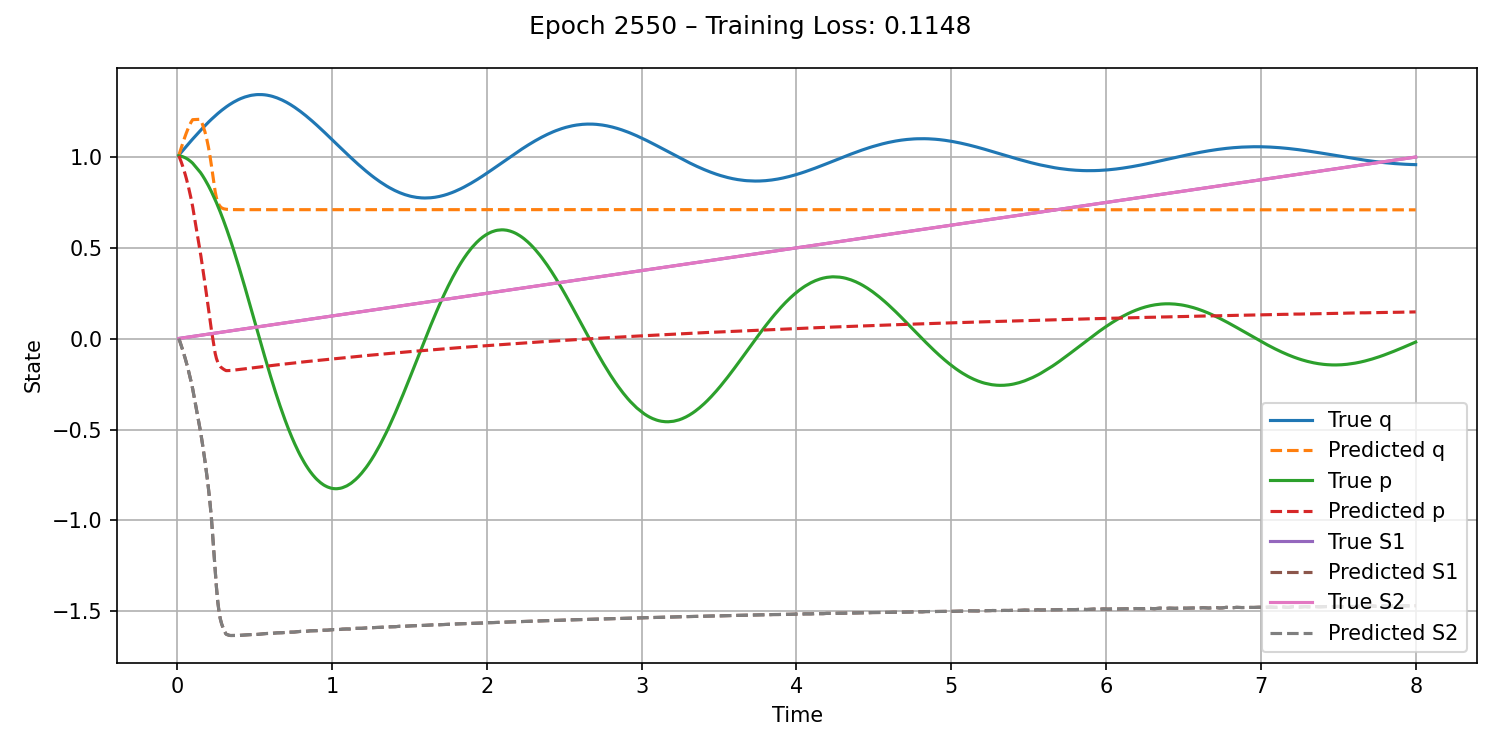 Epoch 2550 – Training Loss: 0.1148
State
1.0
0.5
0.0
−0.5
−1.0
−1.5
True q
Predicted q
True p
Predicted p
True S1
Predicted S1
True S2
Predicted S2
0 1 2 3 4 5 6 7 8
Time